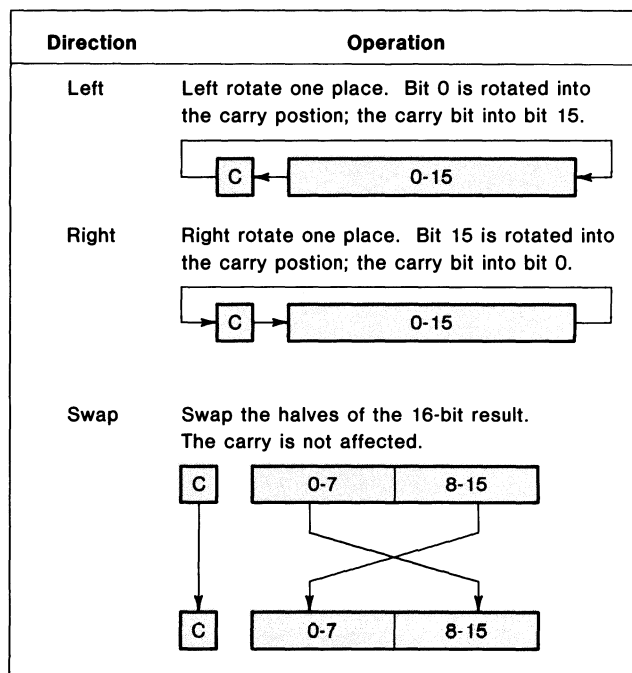 Direction Operation
Left Left rotate one place. Bit 0 is rotated into
the carry postion; the carry bit into bit 15.
C 0-15
Right Right rotate one place. Bit 15 is rotated into
the carry postion; the carry bit into bit 0.
C 0-15
Swap Swap the halves of the 16-bit result.
The carry is not affected.
C 0-7 8-15
C 0-7 8-15